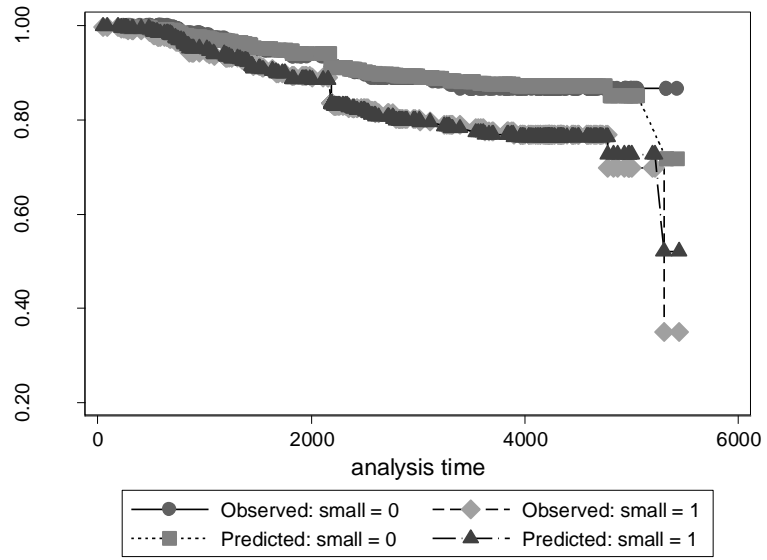 1.00
0.80
0.60
0.40
0.20
0
2000
4000
6000
analysis time
Observed: small = 0
Observed: small = 1
Predicted: small = 0
Predicted: small = 1